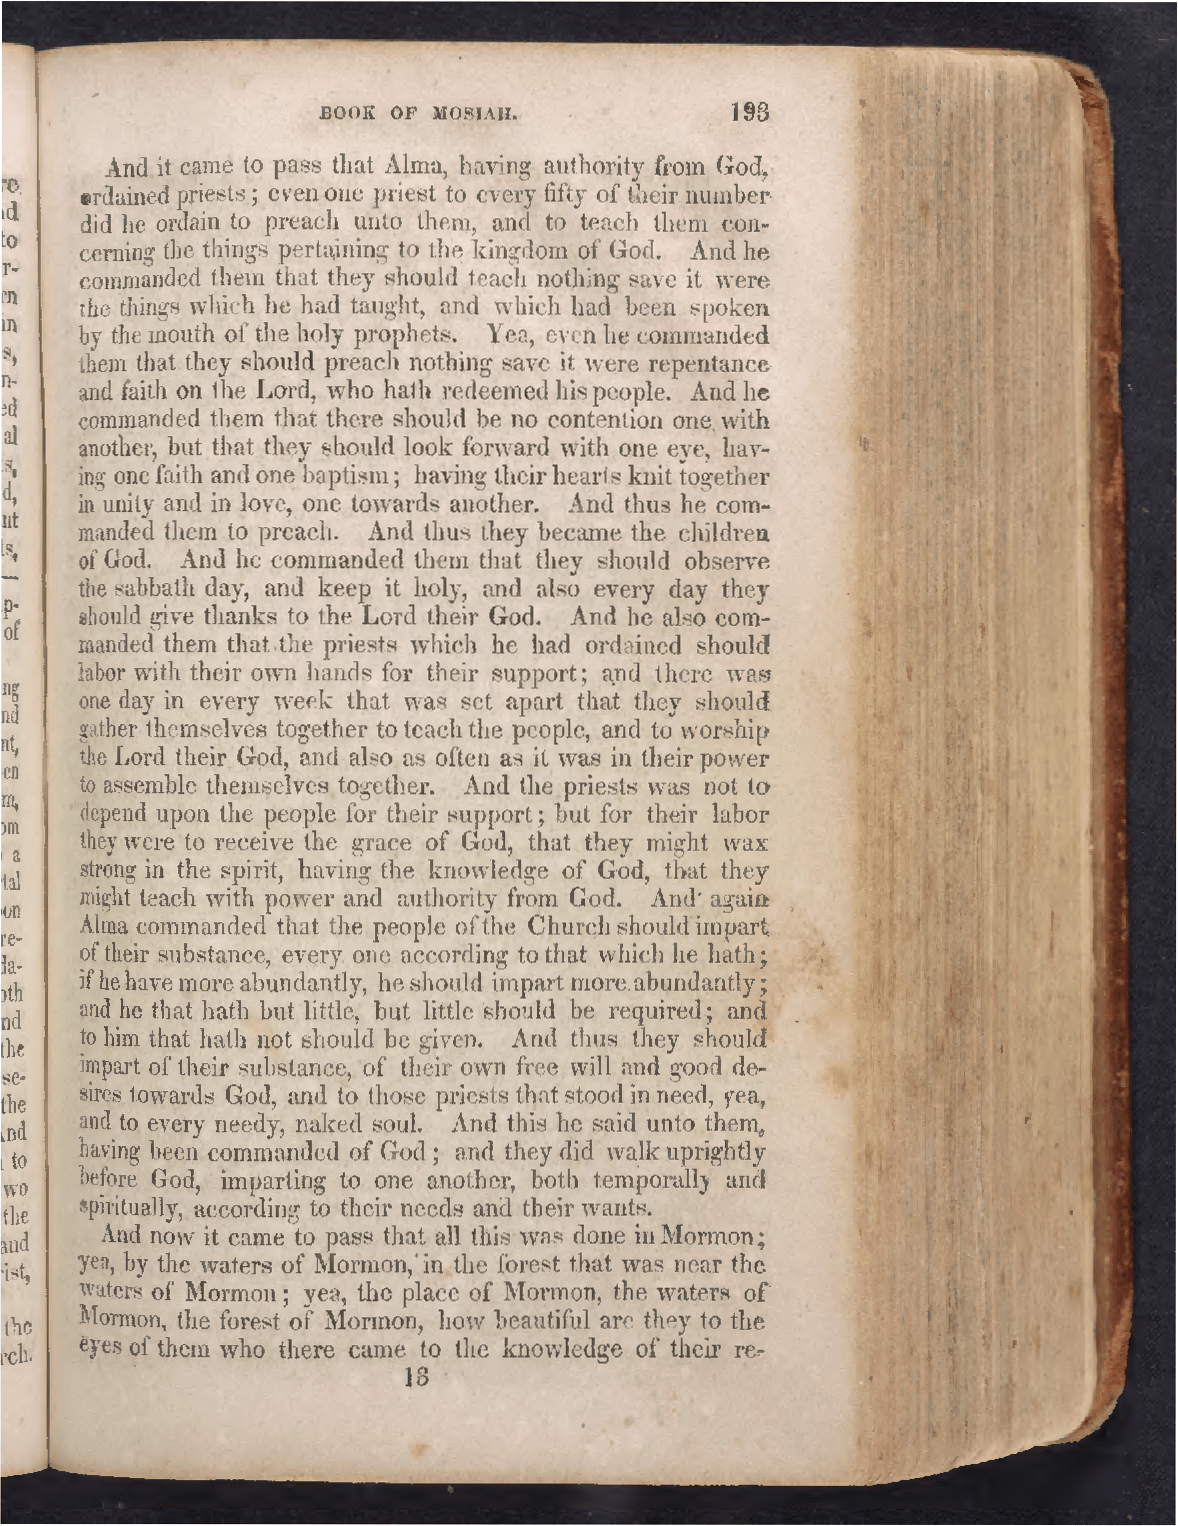 BOOK OF MOSIAH. 193
And it came to pass that Alma, having authority from God,
ordained priests; even one priest to every fifty of their number
did he ordain to preach unto them, and to teach them con-
cerning the things pertaining to the kingdom of God. And he
commanded them that they should teach nothing save it were
the things which he had taught, and which had been spoken
by the mouth of the holy prophets. Yea, even he commanded
them that they should preach nothing save it were repentance
and faith on the Lord, who hath redeemed his people. And he
commanded them that there should be no contention one with
another, but that they should look forward with one eye, hav-
ing one faith and one baptism; having their hearts knit together
in unity and in love, one towards another. And thus he com-
manded them to preach. And thus they became the children
of God. And he commanded them that they should observe
the sabbath day, and keep it holy, and also every day they
should give thanks to the Lord their God. And he also com-
manded them that the priests which he had ordained should
labor with their own hands for their support; and there was
one day in every week that was set apart that they should
gather themselves together to teach the people, and to worship
the Lord their God, and also as often as it was in their power
to assemble themselves together. And the priests was not to
depend upon the people for their support; but for their labor
they were to receive the grace of God, that they might wax
strong in the spirit, having the knowledge of God, that they
might teach with power and authority from God. And again
Alma commanded that the people of the Church should impart
of their substance, every one according to that which he hath;
if he have more abundantly, he should impart more abundantly;
and he that hath but little, but little should be required; and
to him that hath not should be given. And thus they should
impart of their substance, of their own free will and good de-
sires towards God, and to those priests that stood in need, yea,
and to every needy, naked soul. And this he said unto them,
having been commanded of God; and they did walk uprightly
before God, imparting to one another, both temporally and
spiritually, according to their needs and their wants.
And now it came to pass that all this was done in Mormon;
yea, by the waters of Mormon, in the forest that was near the
waters of Mormon; yea, the place of Mormon, the waters of
Mormon, the forest of Mormon, how beautiful are they to the
eyes of them who there came to the knowledge of their re-
13